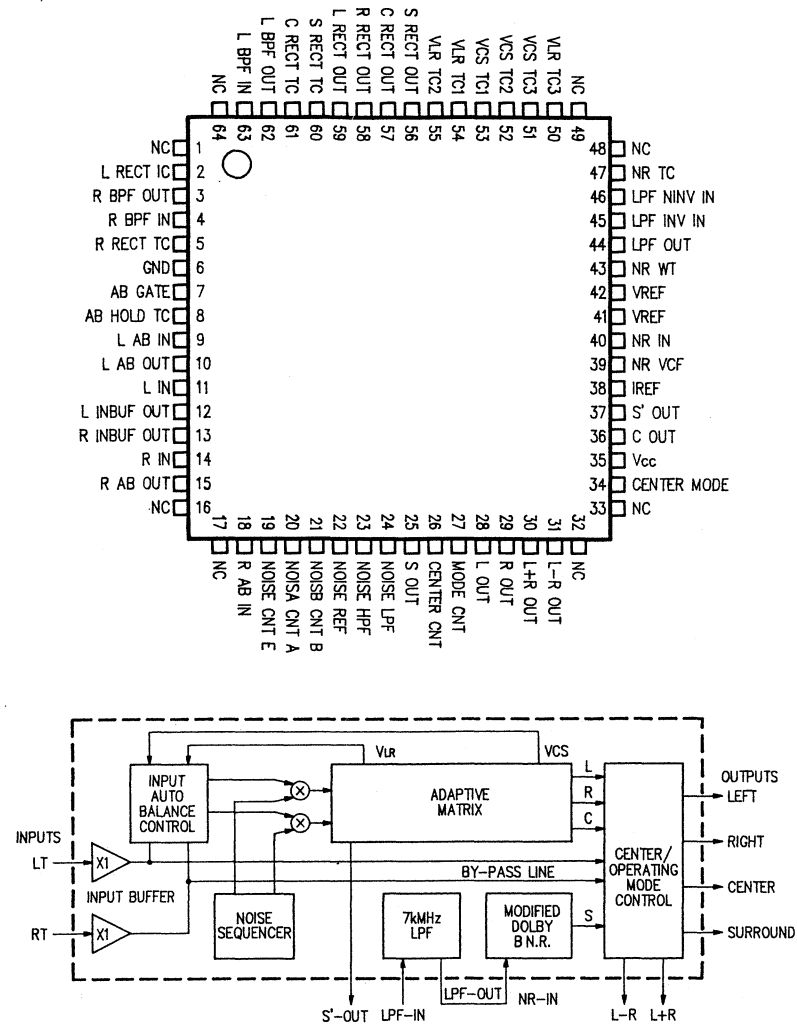 S RECT OUT
C RECT OUT
R RECT OUT
L RECT OUT
S RECT TC
C RECT TC
L BPF OUT
L BPF IN
NC
VLR TC2
VLR TC1
VCS TC1
VCS TC2
VCS TC3
VLR TC3
NC
64 63 62 61 60 59 58 57 56 55 54 53 52 51 50 49
NC 1
L RECT IC 2
R BPF OUT 3
R BPF IN 4
R RECT TC 5
GND 6
AB GATE 7
AB HOLD TC 8
L AB IN 9
L AB OUT 10
L IN 11
L INBUF OUT 12
R INBUF OUT 13
R IN 14
R AB OUT 15
NC 16
48 NC
47 NR TC
46 LPF NINV IN
45 LPF INV IN
44 LPF OUT
43 NR WT
42 VREF
41 VREF
40 NR IN
39 NR VCF
38 IREF
37 S' OUT
36 C OUT
35 Vcc
34 CENTER MODE
33 NC
17 18 19 20 21 22 23 24 25 26 27 28 29 30 31 32
NC
R AB IN
NOISE CNT E
NOISA CNT A
NOISB CNT B
NOISE REF
NOISE HPF
NOISE LPF
S OUT
CENTER CNT
MODE CNT
L OUT
R OUT
L+R OUT
L-R OUT
NC
VLR
VCS
INPUT
AUTO
BALANCE
CONTROL
×
×
ADAPTIVE
MATRIX
L
R
C
OUTPUTS
LEFT
RIGHT
CENTER
SURROUND
INPUTS
LT
X1
INPUT BUFFER
RT
X1
BY-PASS LINE
CENTER/
OPERATING
MODE
CONTROL
NOISE
SEQUENCER
7kMHz
LPF
MODIFIED
DOLBY
B N.R.
S
S'-OUT
LPF-IN
LPF-OUT
NR-IN
L-R
L+R